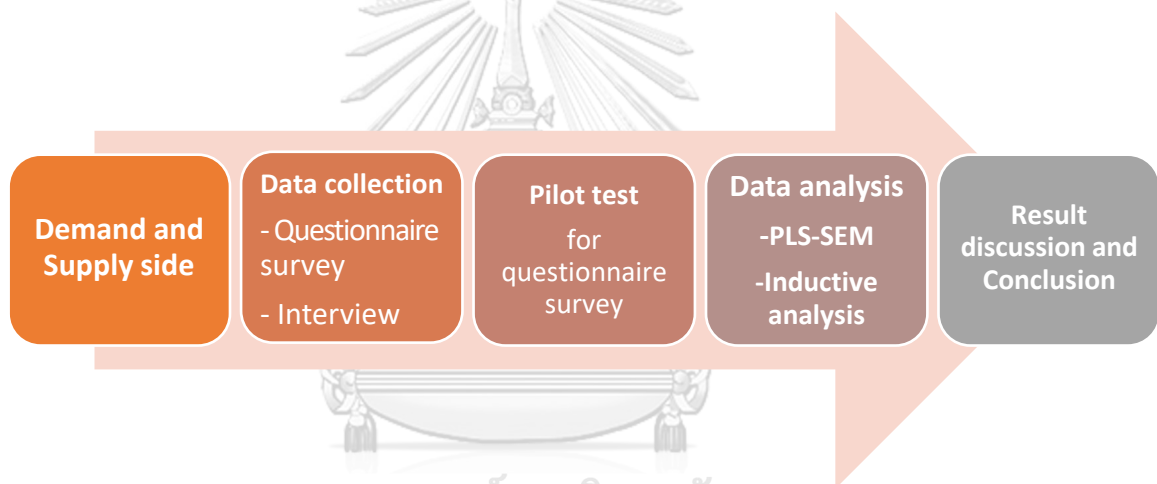 Demand and
Supply side
Data collection
- Questionnaire
survey
- Interview
Pilot test
for
questionnaire
survey
Data analysis
-PLS-SEM
-Inductive
analysis
Result
discussion and
Conclusion